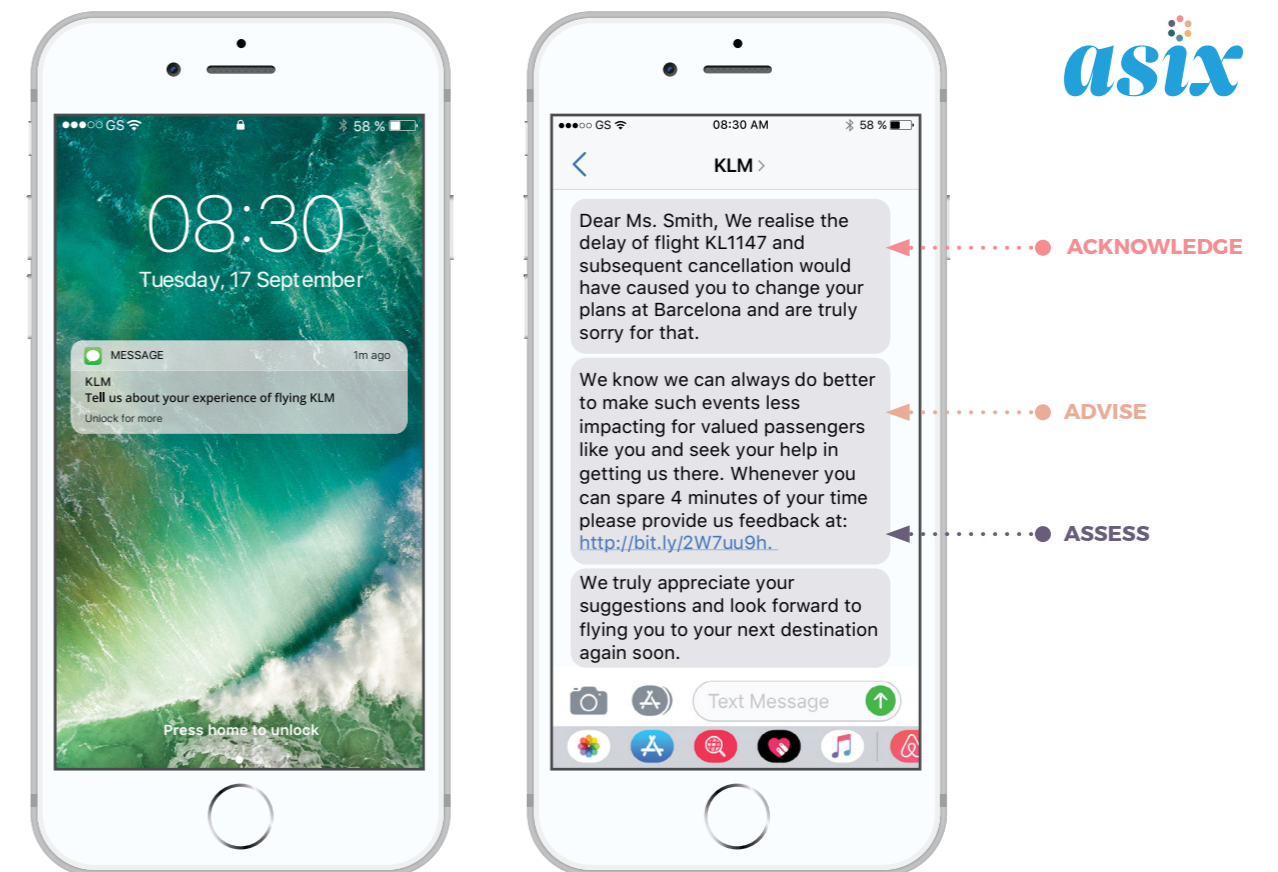 asix
GS 58 %
08:30
Tuesday, 17 September
MESSAGE 1m ago
KLM
Tell us about your experience of flying KLM
Unlock for more
Press home to unlock
GS 08:30 AM 58 %
KLM >
Dear Ms. Smith, We realise the
delay of flight KL1147 and
subsequent cancellation would
have caused you to change your
plans at Barcelona and are truly
sorry for that.
ACKNOWLEDGE
We know we can always do better
to make such events less
impacting for valued passengers
like you and seek your help in
getting us there. Whenever you
can spare 4 minutes of your time
please provide us feedback at:
http://bit.ly/2W7uu9h.
ADVISE
ASSESS
We truly appreciate your
suggestions and look forward to
flying you to your next destination
again soon.
Text Message